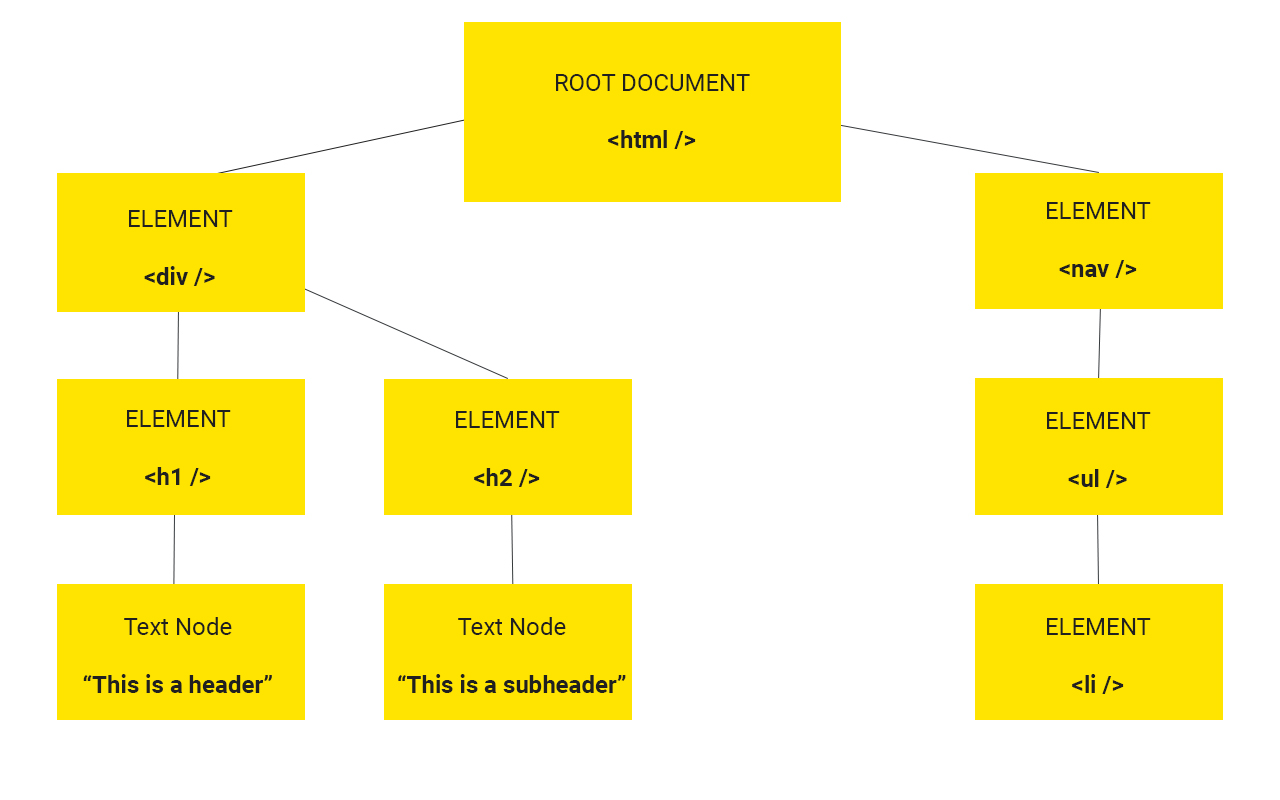 ROOT DOCUMENT
<html />
ELEMENT
<div />
ELEMENT
<nav />
ELEMENT
<h1 />
ELEMENT
<h2 />
ELEMENT
<ul />
Text Node
“This is a header”
Text Node
“This is a subheader”
ELEMENT
<li />